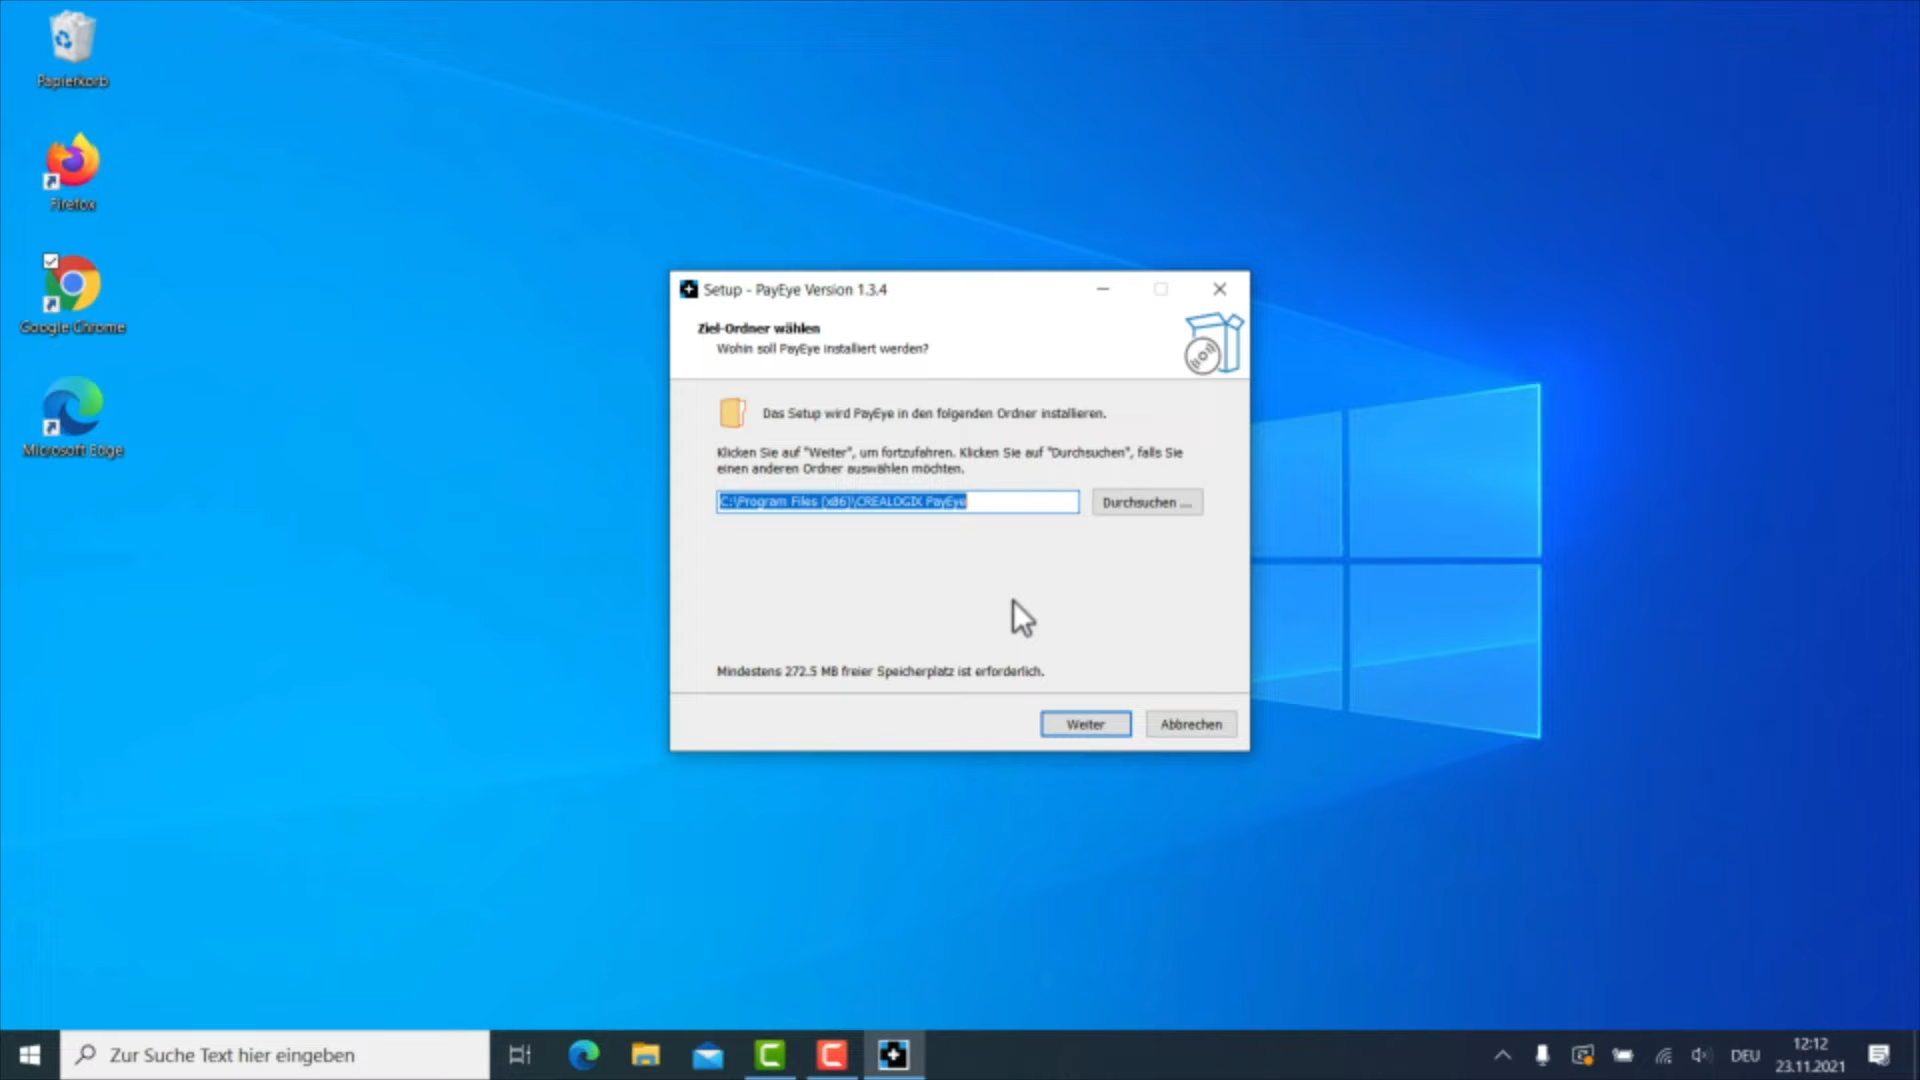 Papierkorb
Firefox
Google Chrome
Microsoft Edge
Setup - PayEye Version 1.3.4
Ziel-Ordner wählen
Wohin soll PayEye installiert werden?
Das Setup wird PayEye in den folgenden Ordner installieren.
Klicken Sie auf "Weiter", um fortzufahren. Klicken Sie auf "Durchsuchen", falls Sie
einen anderen Ordner auswählen möchten.
C:\Program Files (x86)\CREALOGIX PayEye
Durchsuchen ...
Mindestens 272.5 MB freier Speicherplatz ist erforderlich.
Weiter
Abbrechen
Zur Suche Text hier eingeben
DEU
12:12
23.11.2021